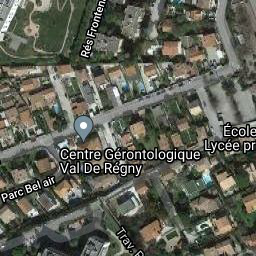 Rés Fronten
Centre Gérontologique
Val De Régny
École
Lycée pr
Parc Bel air
Trav.